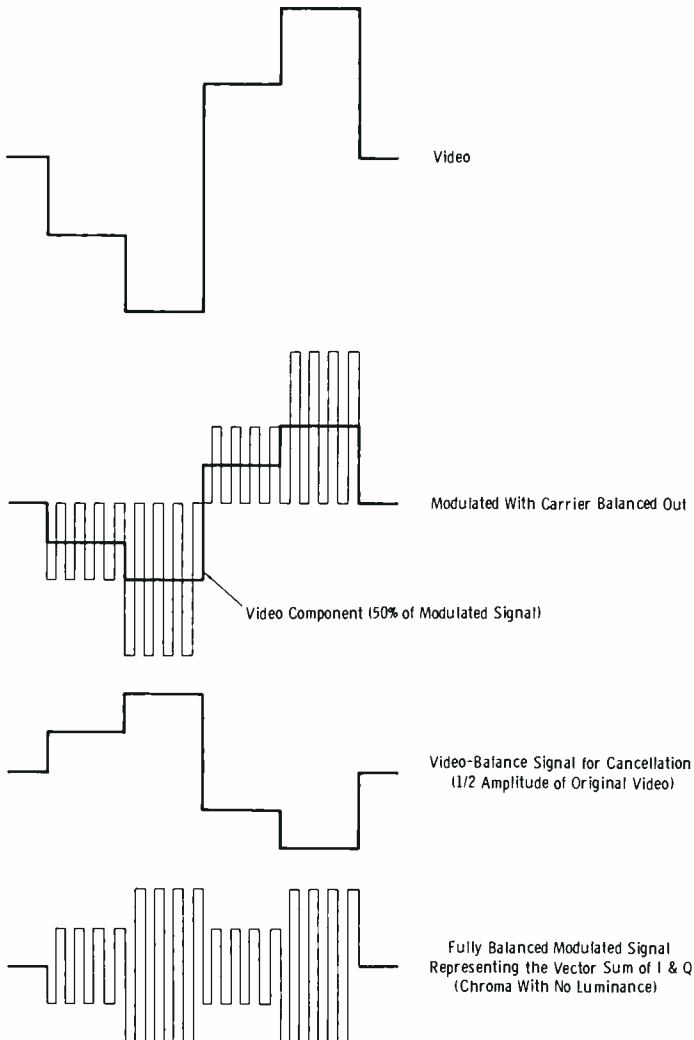 Video
Modulated With Carrier Balanced Out
Video Component (50% of Modulated Signal)
Video-Balance Signal for Cancellation
(1/2 Amplitude of Original Video)
Fully Balanced Modulated Signal
Representing the Vector Sum of I & Q
(Chroma With No Luminance)